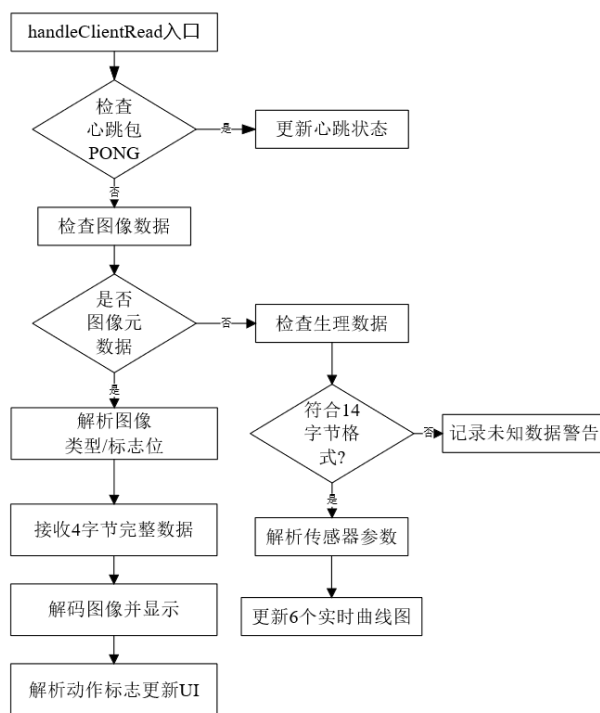 handleClientRead入口
检查
心跳包
PONG
是
更新心跳状态
否
检查图像数据
是否
图像元
数据
否
检查生理数据
是
解析图像
类型/标志位
符合14
字节格
式?
否
记录未知数据警告
是
接收4字节完整数据
解析传感器参数
解码图像并显示
更新6个实时曲线图
解析动作标志更新UI